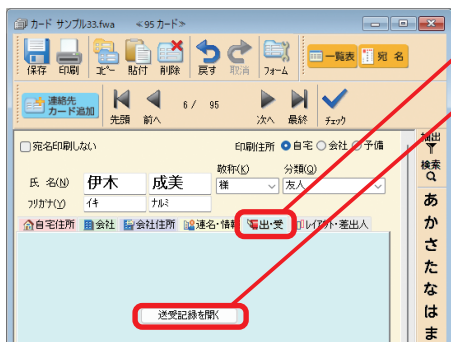 カード サンプル33.fwa ≪95 カード≫
保存 印刷 コピー 貼付 削除 戻す 取消 フォーム 一覧表 宛 名
連絡先
カード追加
先頭 前へ 6 / 95 次へ 最終 チェック
宛名印刷しない 印刷住所 自宅 会社 予備
敬称(K) 分類(Q)
氏 名(N) 伊木 成美 様 友人
フリガナ(Y) イキ ナルミ
自宅住所 会社 会社住所 連名・情報 出・受 レイアウト・差出人
送受記録を開く
抽出
検索
あ
か
さ
た
な
は
ま